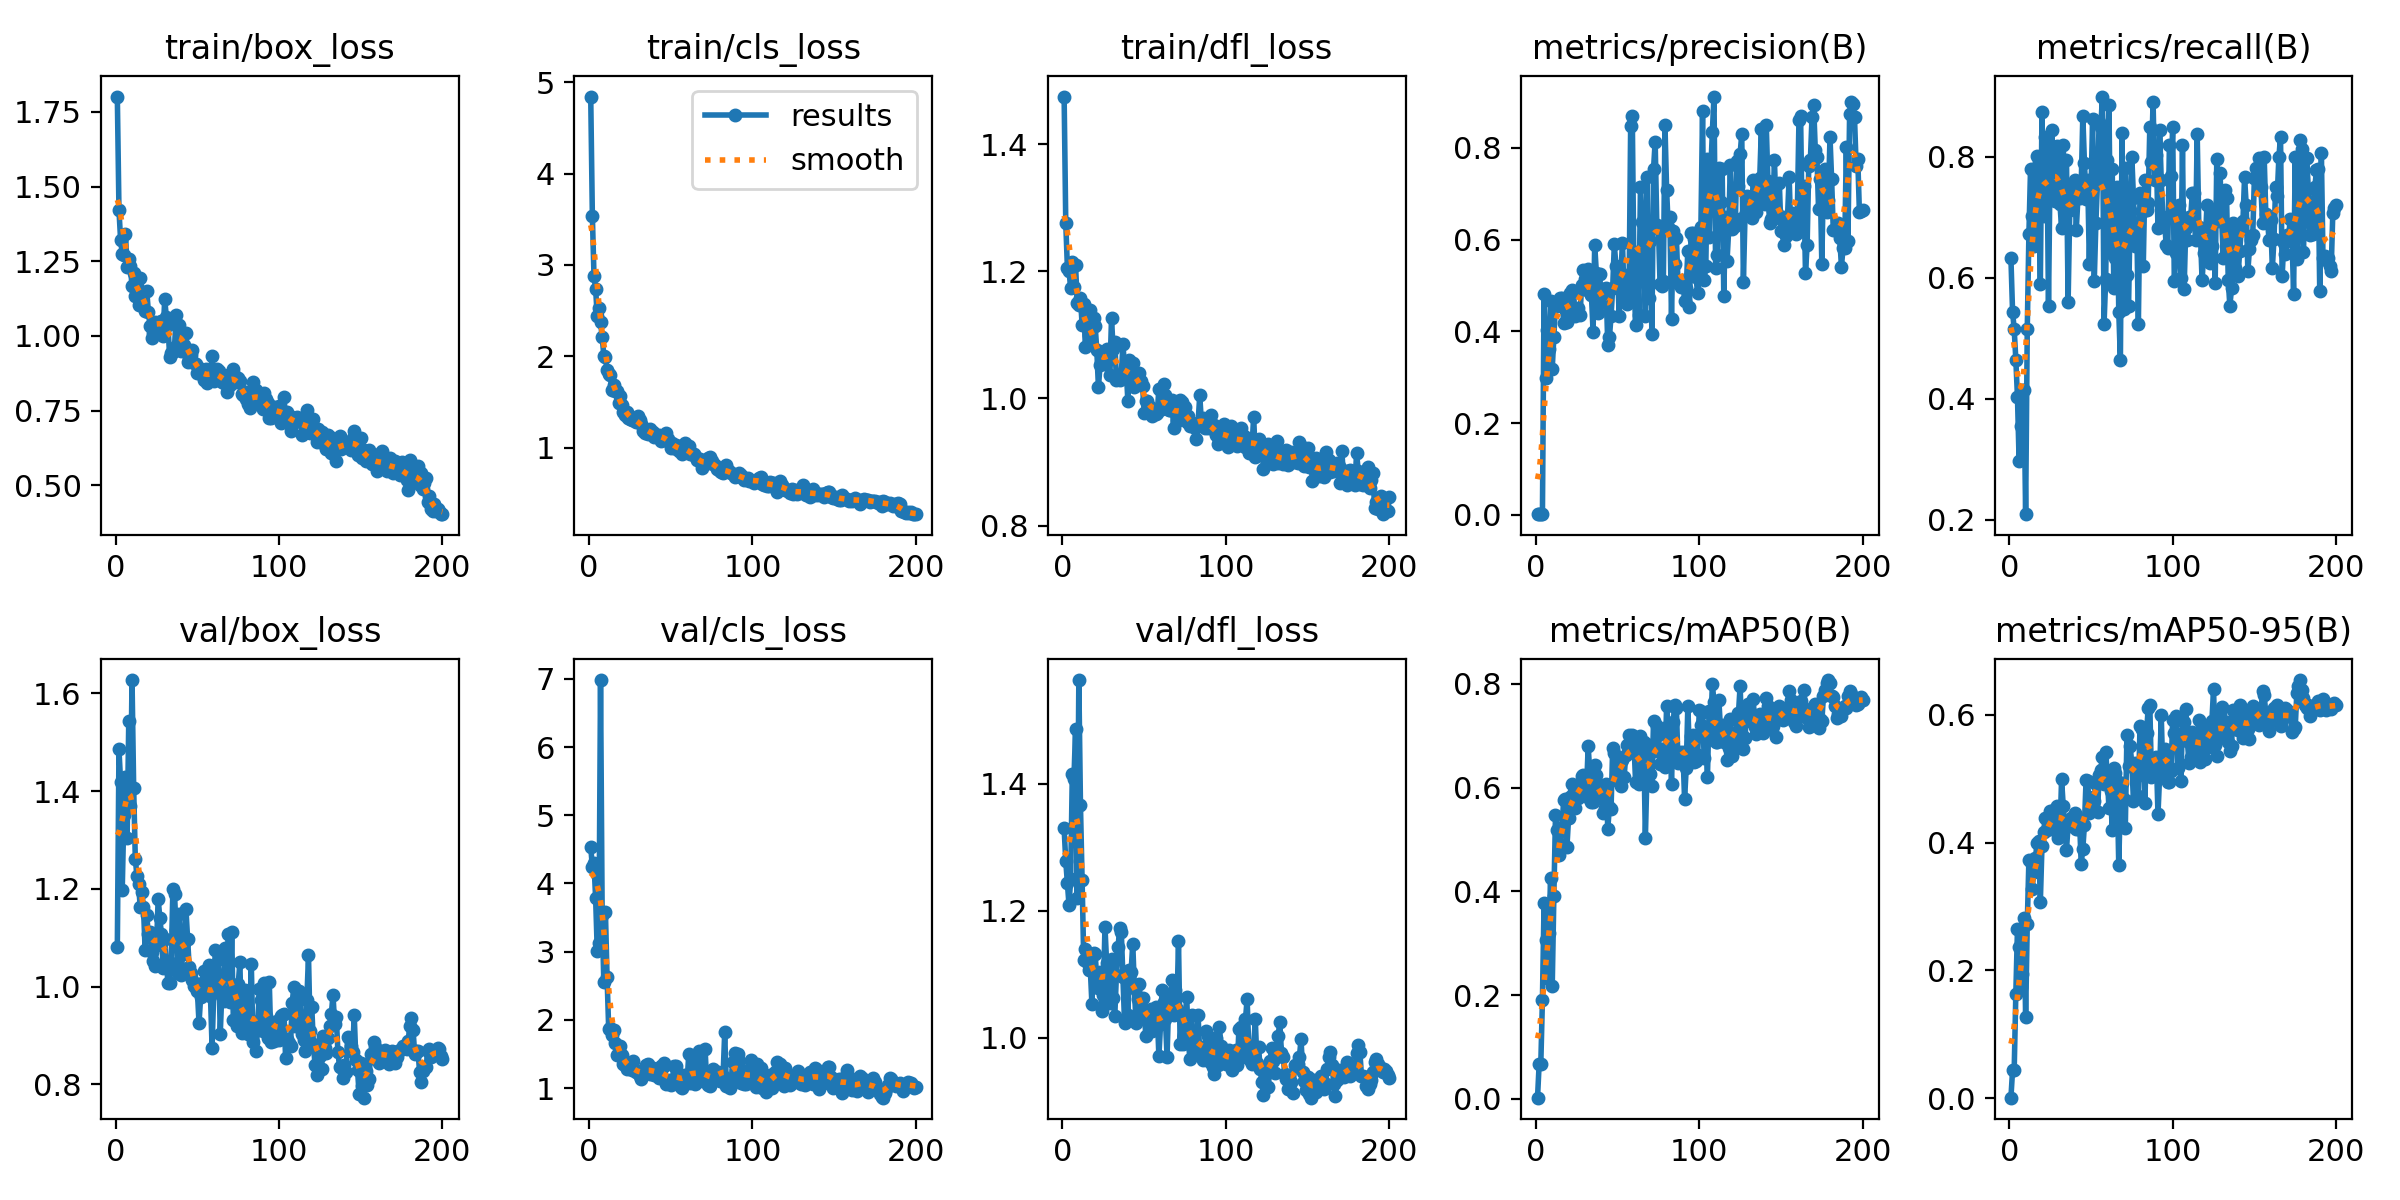 train/box_loss
1.75
1.50
1.25
1.00
0.75
0.50
0 100 200
train/cls_loss
results
smooth
5
4
3
2
1
0 100 200
train/dfl_loss
1.4
1.2
1.0
0.8
0 100 200
metrics/precision(B)
0.8
0.6
0.4
0.2
0.0
0 100 200
metrics/recall(B)
0.8
0.6
0.4
0.2
0 100 200
val/box_loss
1.6
1.4
1.2
1.0
0.8
0 100 200
val/cls_loss
7
6
5
4
3
2
1
0 100 200
val/dfl_loss
1.4
1.2
1.0
0 100 200
metrics/mAP50(B)
0.8
0.6
0.4
0.2
0.0
0 100 200
metrics/mAP50-95(B)
0.6
0.4
0.2
0.0
0 100 200